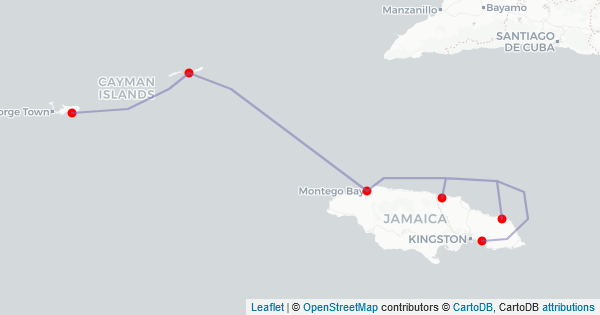 Manzanillo
Bayamo
SANTIAGO
DE CUBA
CAYMAN
ISLANDS
orge Town
Montego Bay
JAMAICA
KINGSTON
Leaflet | © OpenStreetMap contributors © CartoDB, CartoDB attributions